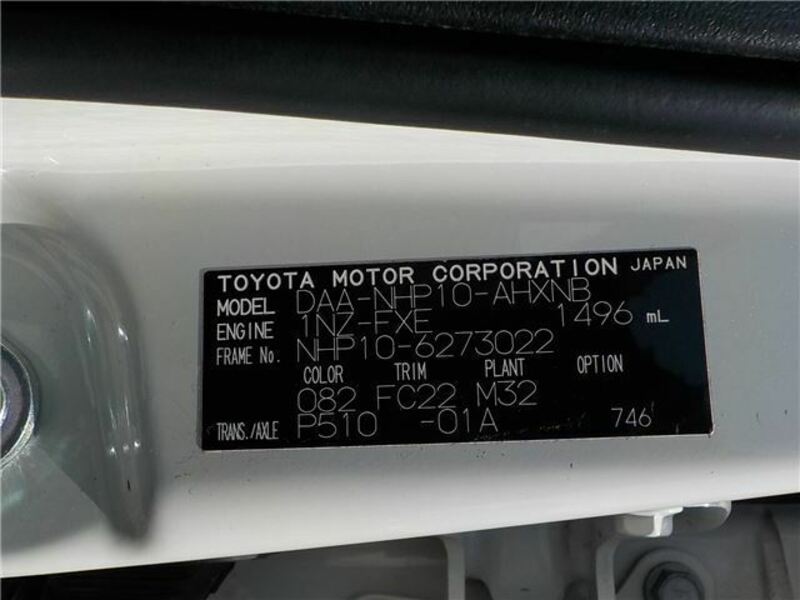 TOYOTA MOTOR CORPORATION JAPAN
MODEL DAA-NHP10-AHXNB
ENGINE 1NZ-FXE 1496 mL
FRAME No. NHP10-6273022
COLOR TRIM PLANT OPTION
082 FC22 M32
TRANS./AXLE P510 -01A 746